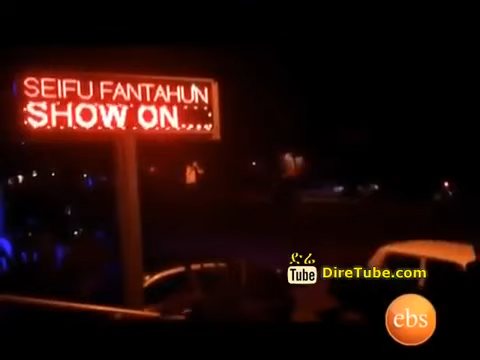 SEIFU FANTAHUN
SHOW ON
ድሬ
Tube DireTube.com
ebs